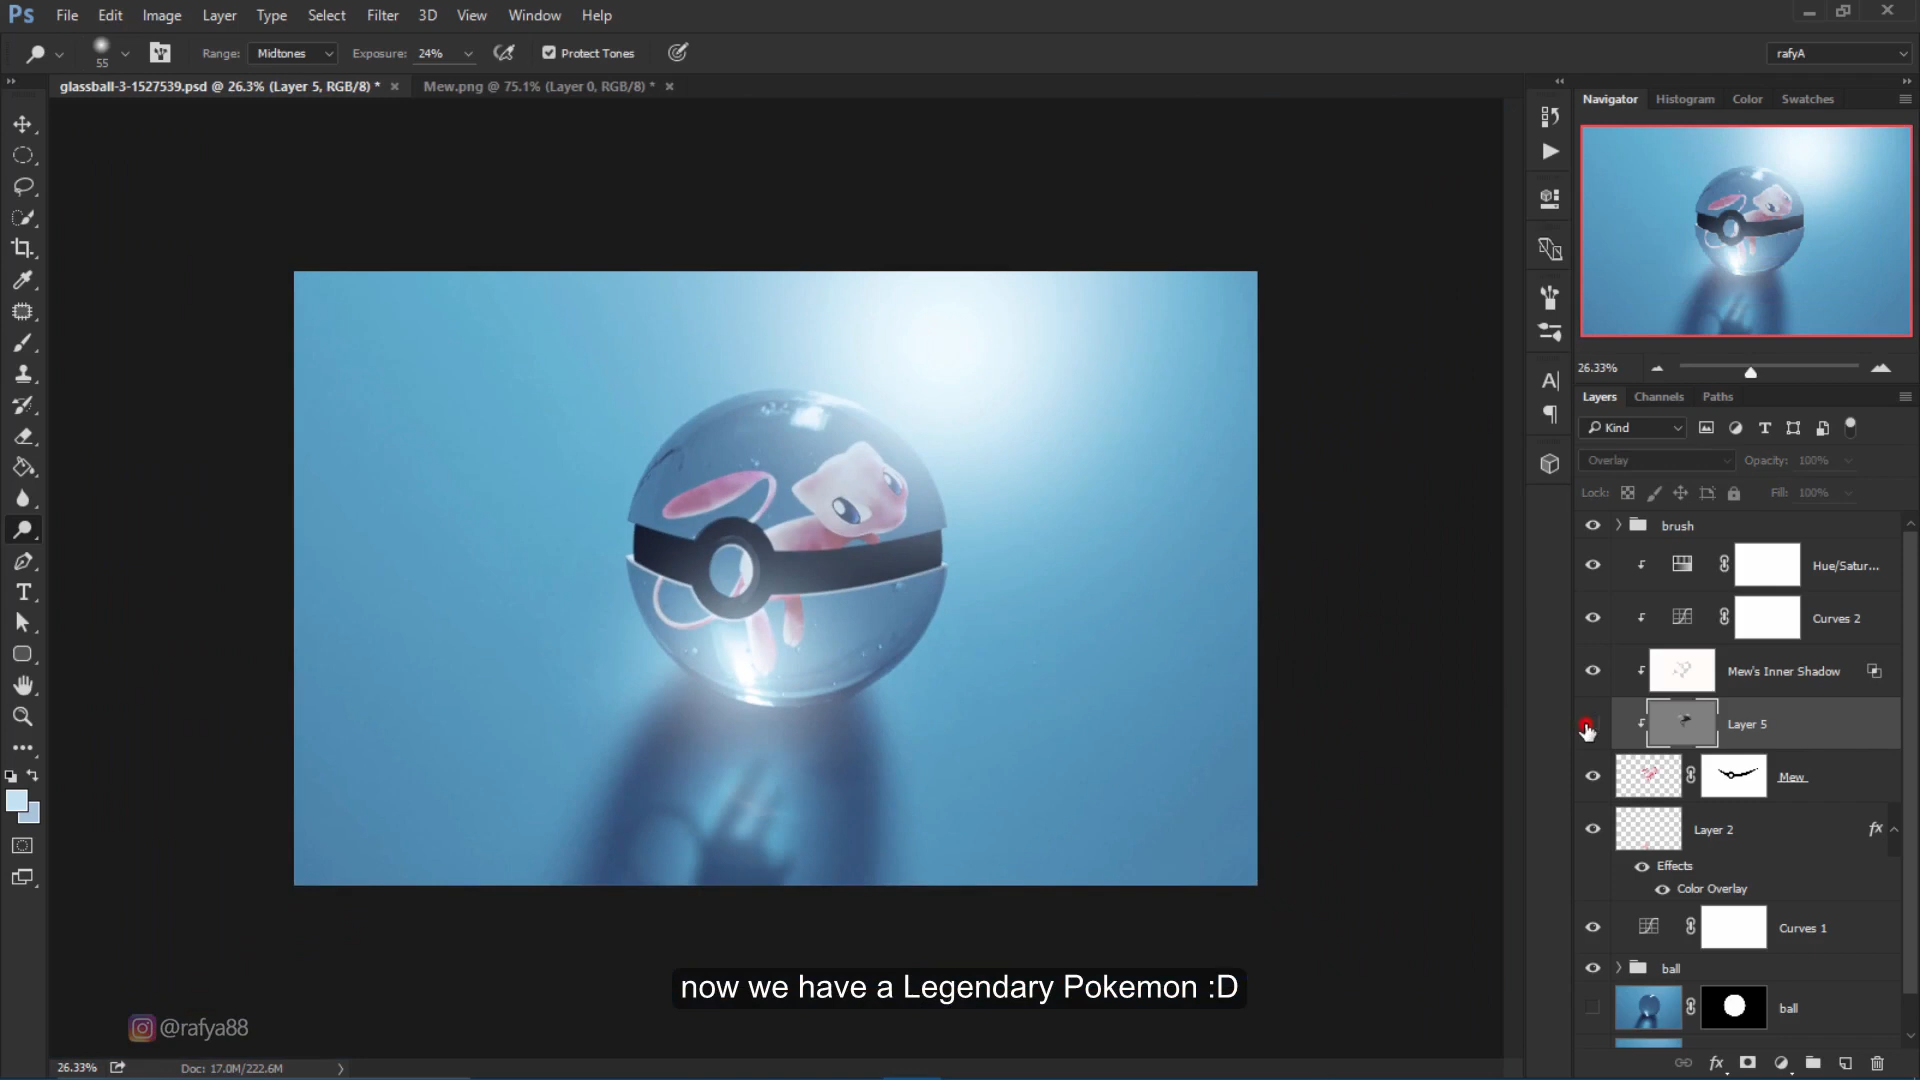 Ps File Edit Image Layer Type Select Filter 3D View Window Help
55 Range: Midtones Exposure: 24% Protect Tones rafyA
glassball-3-1527539.psd @ 26.3% (Layer 5, RGB/8) * Mew.png @ 75.1% (Layer 0, RGB/8) *
Navigator Histogram Color Swatches
26.33%
Layers Channels Paths
Kind
Overlay Opacity: 100%
Lock: Fill: 100%
brush
Hue/Satur...
Curves 2
Mew's Inner Shadow
Layer 5
Mew
Layer 2 fx
Effects
Color Overlay
Curves 1
ball
ball
now we have a Legendary Pokemon :D
@rafya88
26.33% Doc: 17.0M/222.6M
fx